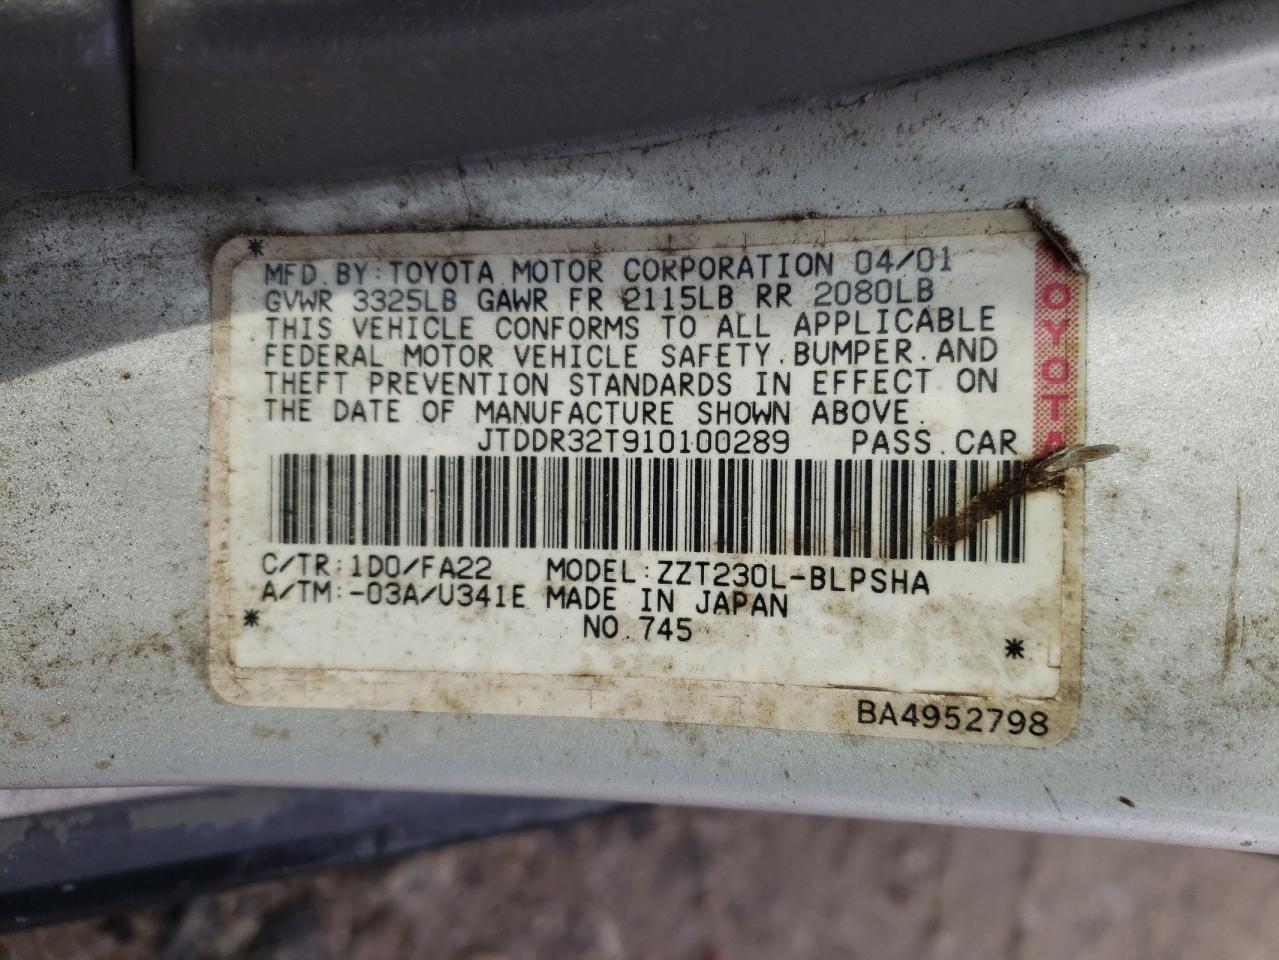 MFD.BY:TOYOTA MOTOR CORPORATION 04/01
GVWR 3325LB GAWR FR 2115LB RR 2080LB
THIS VEHICLE CONFORMS TO ALL APPLICABLE
FEDERAL MOTOR VEHICLE SAFETY.BUMPER.AND
THEFT PREVENTION STANDARDS IN EFFECT ON
THE DATE OF MANUFACTURE SHOWN ABOVE.
JTDDR32T910100289 PASS.CAR
C/TR:1D0/FA22 MODEL:ZZT230L-BLPSHA
A/TM:-03A/U341E MADE IN JAPAN
NO.745
BA4952798
TOYOTA